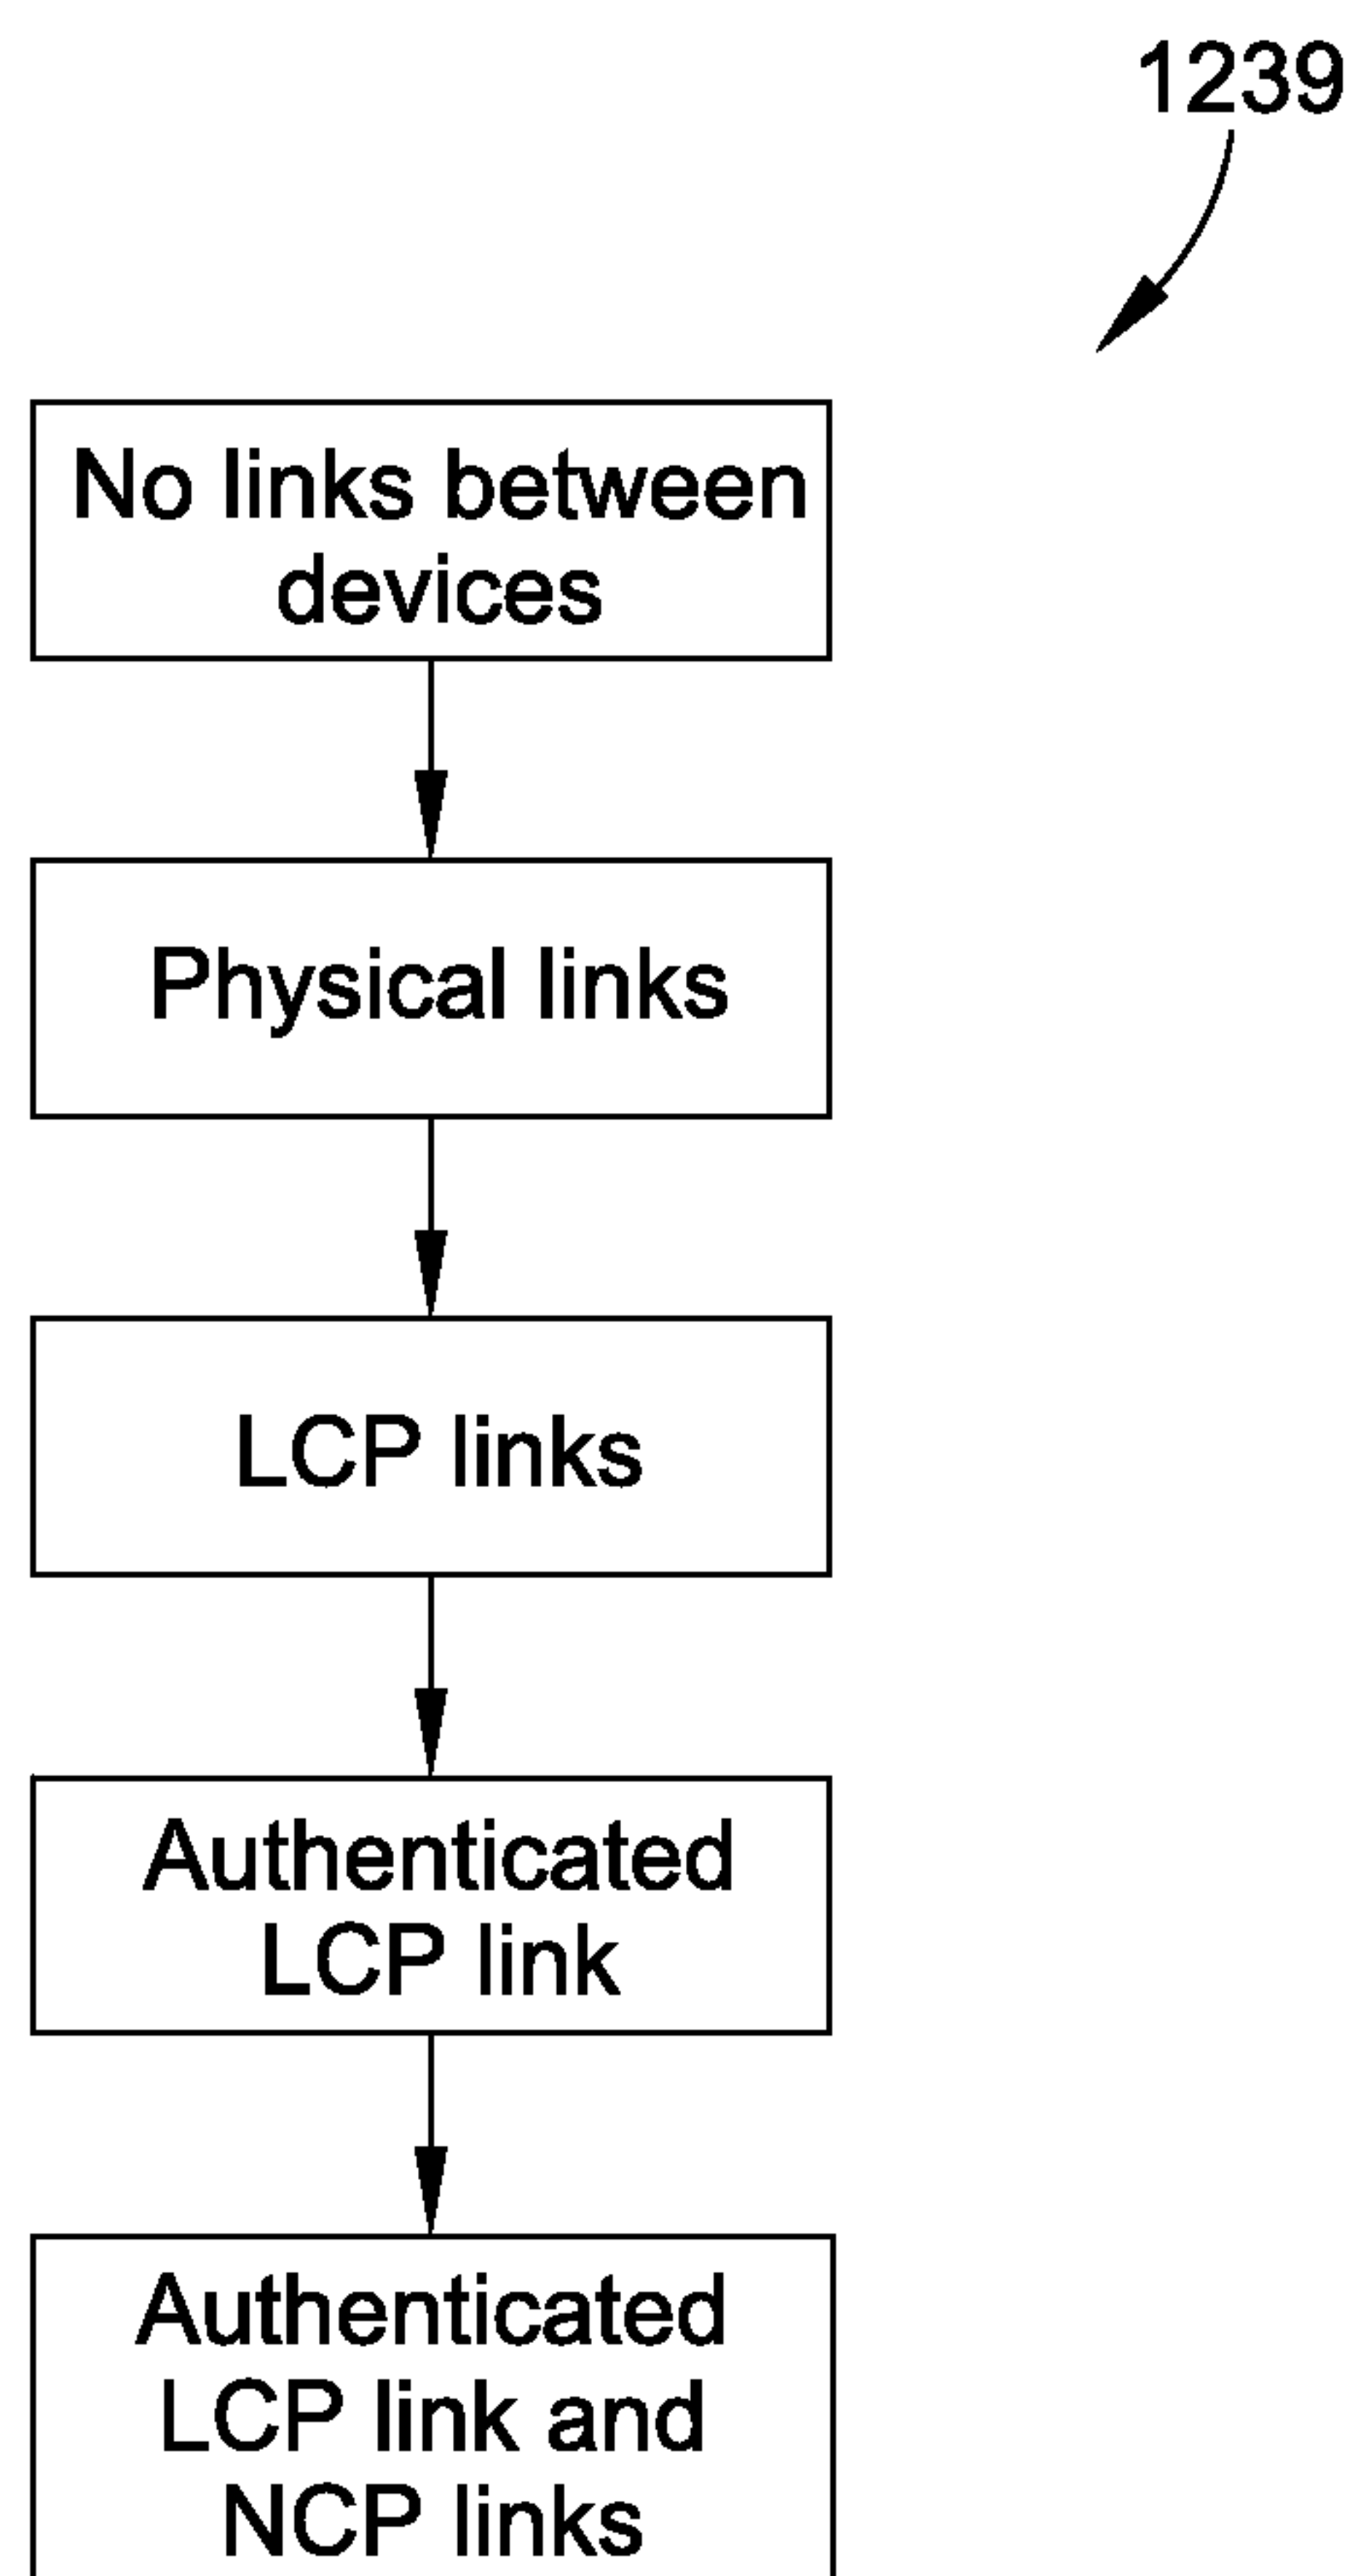 1239
No links between
devices
Physical links
LCP links
Authenticated
LCP link
Authenticated
LCP link and
NCP links